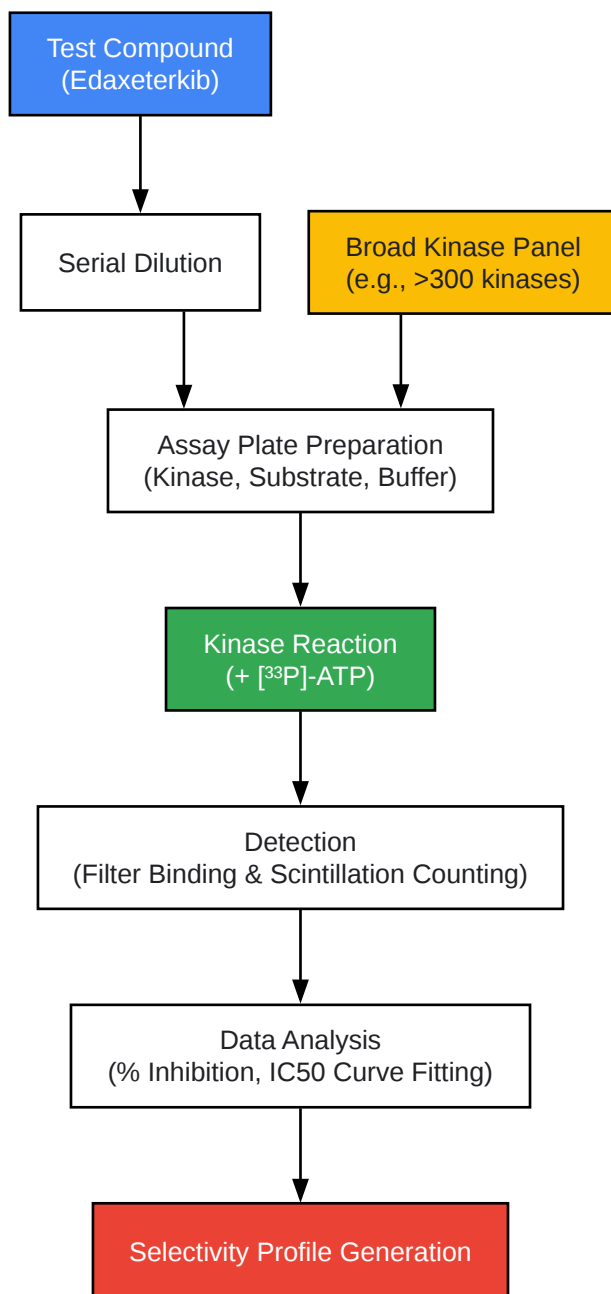 Test Compound
(Edaxeterkib)
Serial Dilution
Broad Kinase Panel
(e.g., >300 kinases)
Assay Plate Preparation
(Kinase, Substrate, Buffer)
Kinase Reaction
(+ [³³P]-ATP)
Detection
(Filter Binding & Scintillation Counting)
Data Analysis
(% Inhibition, IC50 Curve Fitting)
Selectivity Profile Generation